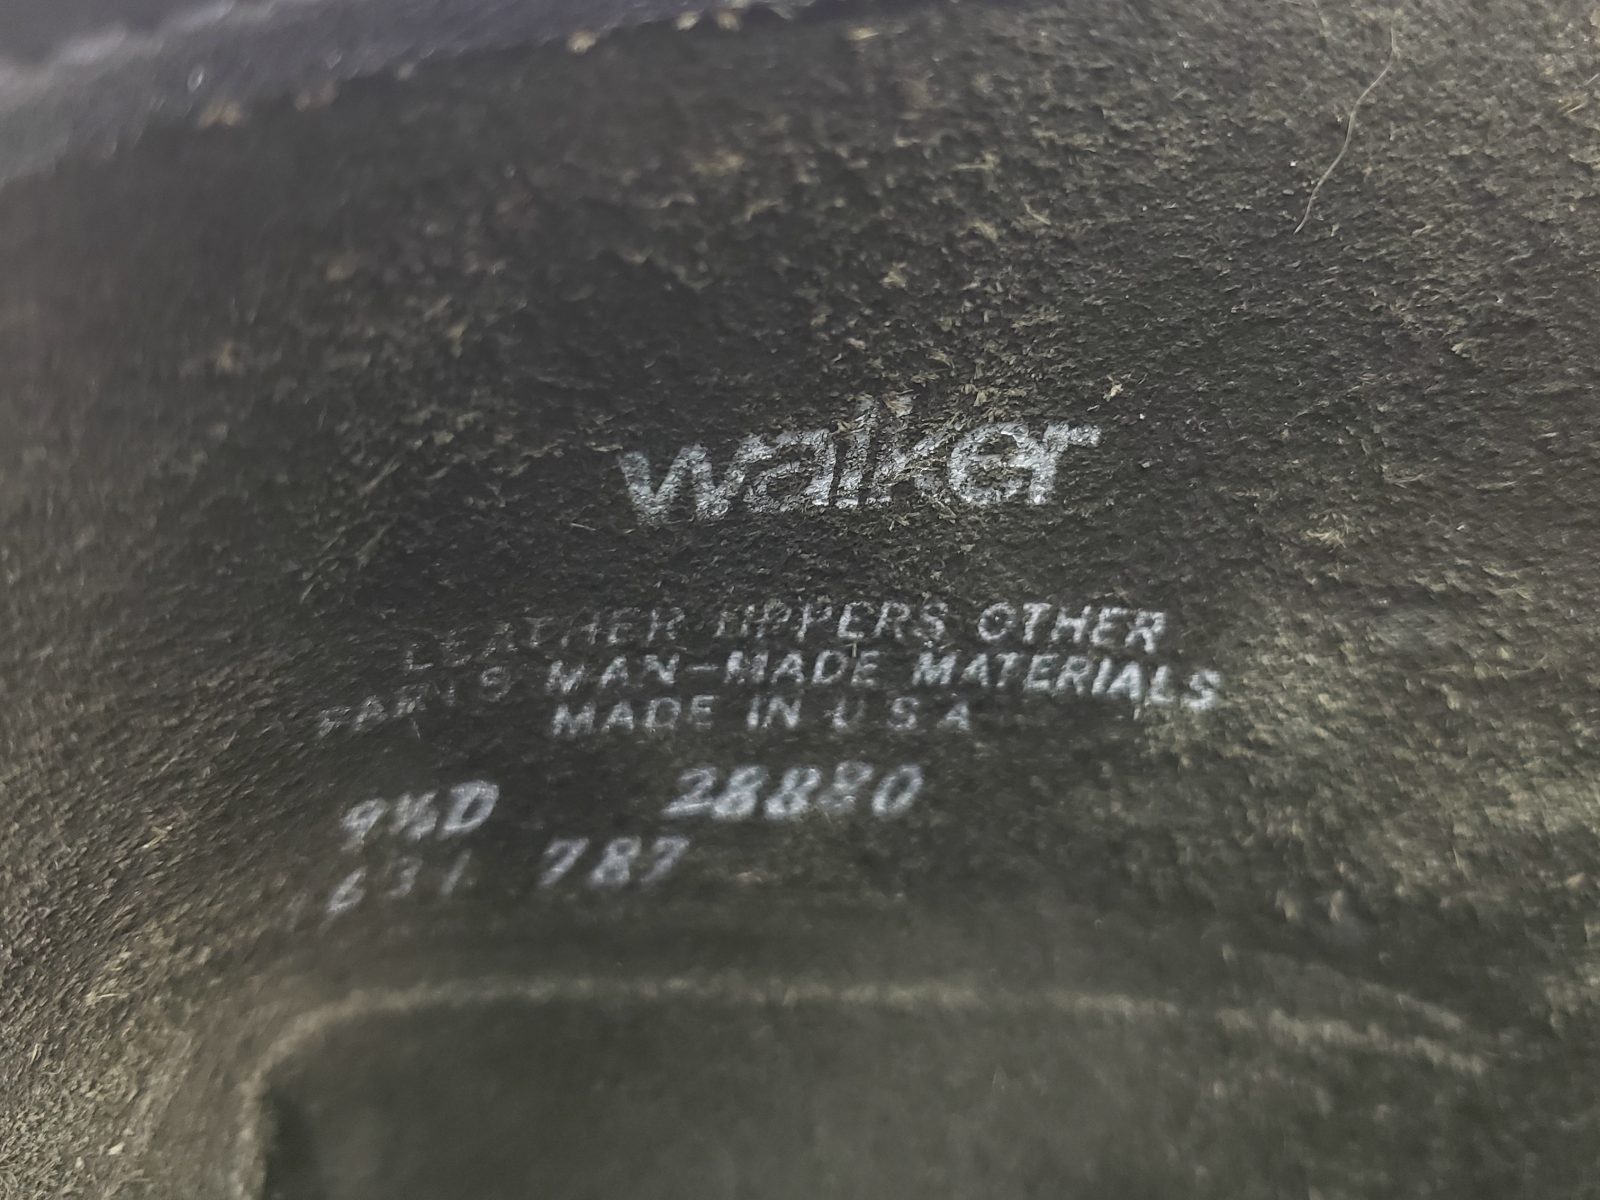 walker
LEATHER UPPERS OTHER
PARTS MAN-MADE MATERIALS
MADE IN U S A
9½D 28880
631 787